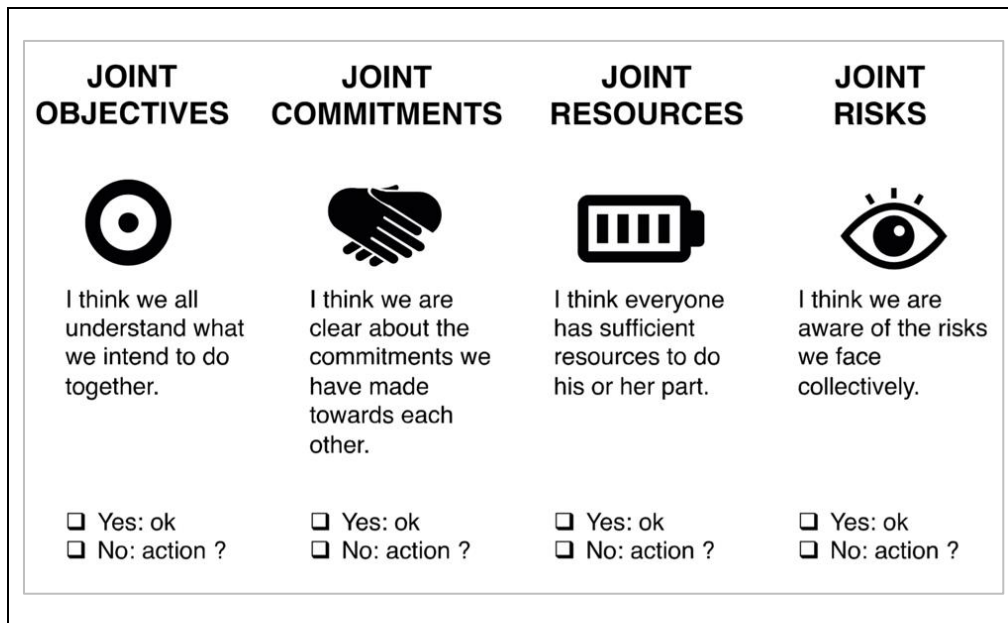 JOINT
OBJECTIVES
I think we all
understand what
we intend to do
together.
❑ Yes: ok
❑ No: action ?
JOINT
COMMITMENTS
I think we are
clear about the
commitments we
have made
towards each
other.
❑ Yes: ok
❑ No: action ?
JOINT
RESOURCES
I think everyone
has sufficient
resources to do
his or her part.
❑ Yes: ok
❑ No: action ?
JOINT
RISKS
I think we are
aware of the risks
we face
collectively.
❑ Yes: ok
❑ No: action ?